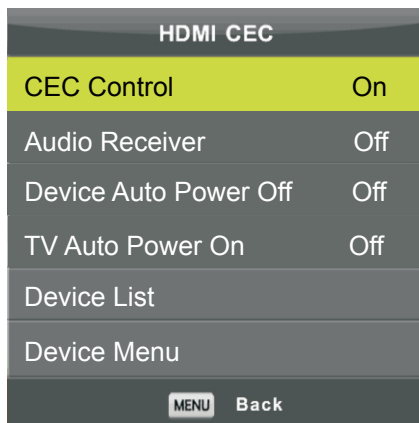 HDMI CEC
CEC Control On
Audio Receiver Off
Device Auto Power Off Off
TV Auto Power On Off
Device List
Device Menu
MENU Back